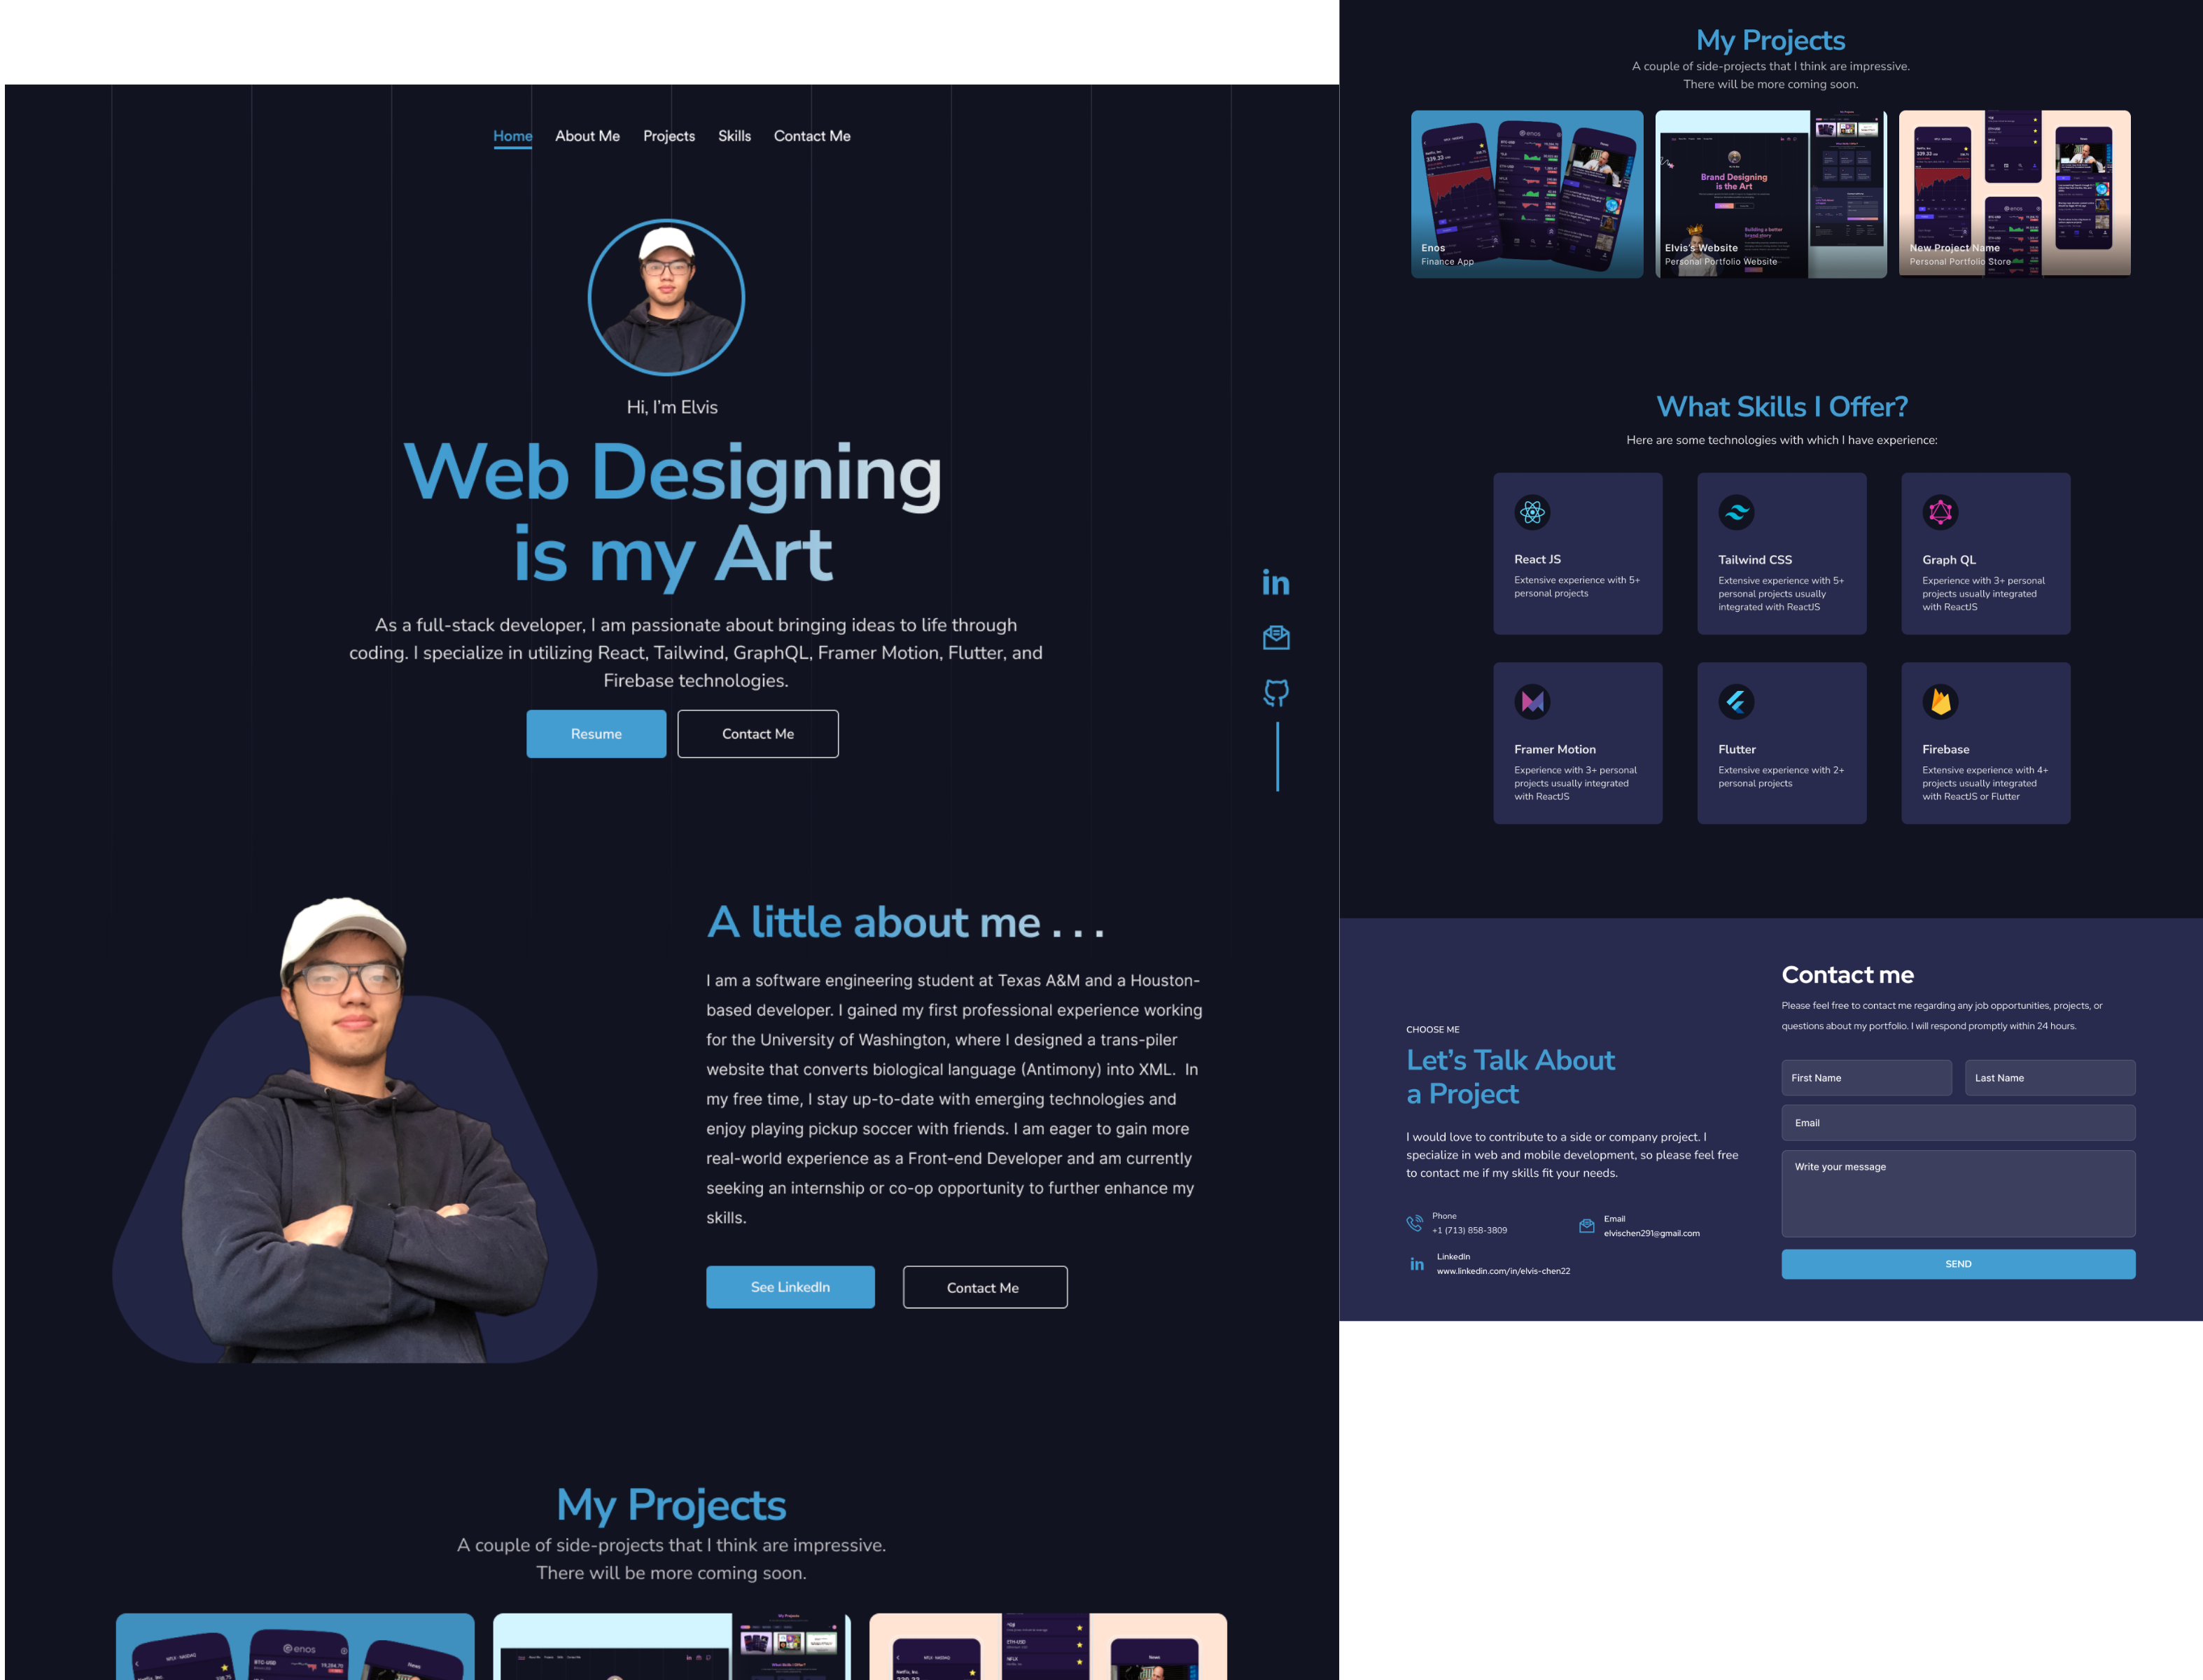 Home About Me Projects Skills Contact Me
Hi, I'm Elvis
Web Designing
is my Art
As a full-stack developer, I am passionate about bringing ideas to life through
coding. I specialize in utilizing React, Tailwind, GraphQL, Framer Motion, Flutter, and
Firebase technologies.
Resume Contact Me
in
A little about me . . .
I am a software engineering student at Texas A&M and a Houston-
based developer. I gained my first professional experience working
for the University of Washington, where I designed a trans-piler
website that converts biological language (Antimony) into XML. In
my free time, I stay up-to-date with emerging technologies and
enjoy playing pickup soccer with friends. I am eager to gain more
real-world experience as a Front-end Developer and am currently
seeking an internship or co-op opportunity to further enhance my
skills.
See LinkedIn Contact Me
My Projects
A couple of side-projects that I think are impressive.
There will be more coming soon.
enos
My Projects
A couple of side-projects that I think are impressive.
There will be more coming soon.
enos
339.33
Brand Designing
is the Art
Building a better
brand story
339.33
enos
Enos
Finance App
Elvis's Website
Personal Portfolio Website
New Project Name
Personal Portfolio Store
What Skills I Offer?
Here are some technologies with which I have experience:
React JS
Extensive experience with 5+
personal projects
Tailwind CSS
Extensive experience with 5+
personal projects usually
integrated with ReactJS
Graph QL
Experience with 3+ personal
projects usually integrated
with ReactJS
Framer Motion
Experience with 3+ personal
projects usually integrated
with ReactJS
Flutter
Extensive experience with 2+
personal projects
Firebase
Extensive experience with 4+
projects usually integrated
with ReactJS or Flutter
CHOOSE ME
Let's Talk About
a Project
I would love to contribute to a side or company project. I
specialize in web and mobile development, so please feel free
to contact me if my skills fit your needs.
Phone
+1 (713) 858-3809
Email
elvischen291@gmail.com
in
LinkedIn
www.linkedin.com/in/elvis-chen22
Contact me
Please feel free to contact me regarding any job opportunities, projects, or
questions about my portfolio. I will respond promptly within 24 hours.
First Name Last Name
Email
Write your message
SEND